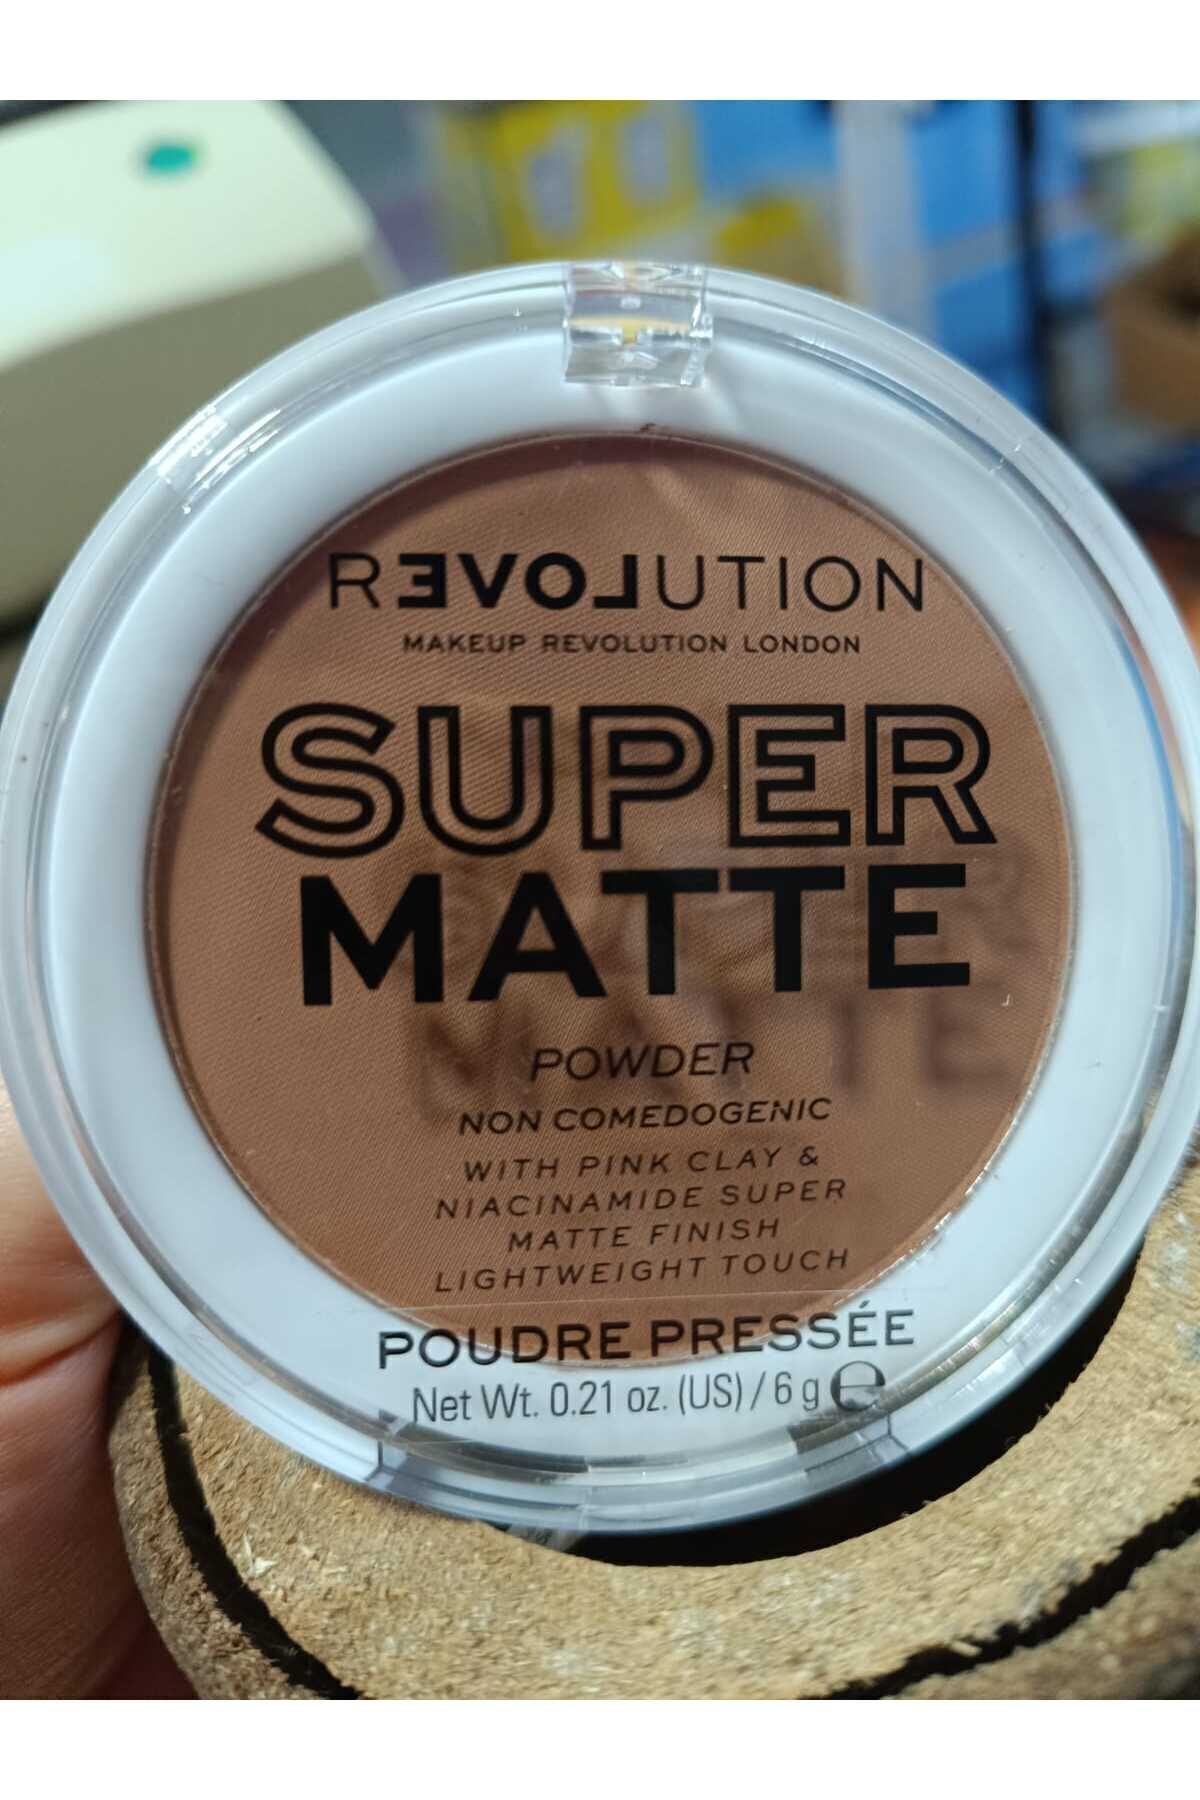 REVOLUTION
MAKEUP REVOLUTION LONDON
SUPER
MATTE
POWDER
NON COMEDOGENIC
WITH PINK CLAY &
NIACINAMIDE SUPER
MATTE FINISH
LIGHTWEIGHT TOUCH
POUDRE PRESSÉE
Net Wt. 0.21 oz. (US) / 6 g ℮